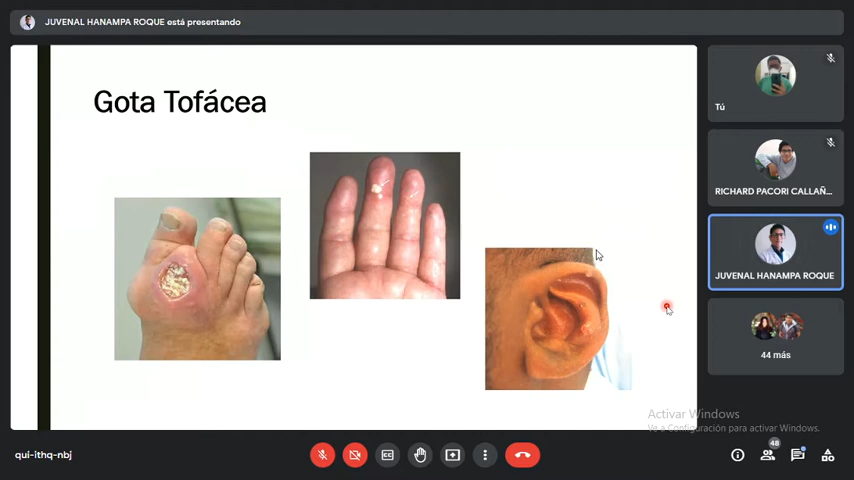 JUVENAL HANAMPA ROQUE está presentando
Gota Tofácea
Tú
RICHARD PACORI CALLAÑ...
JUVENAL HANAMPA ROQUE
44 más
Activar Windows
Ve a Configuración para activar Windows.
qui-ithq-nbj
48